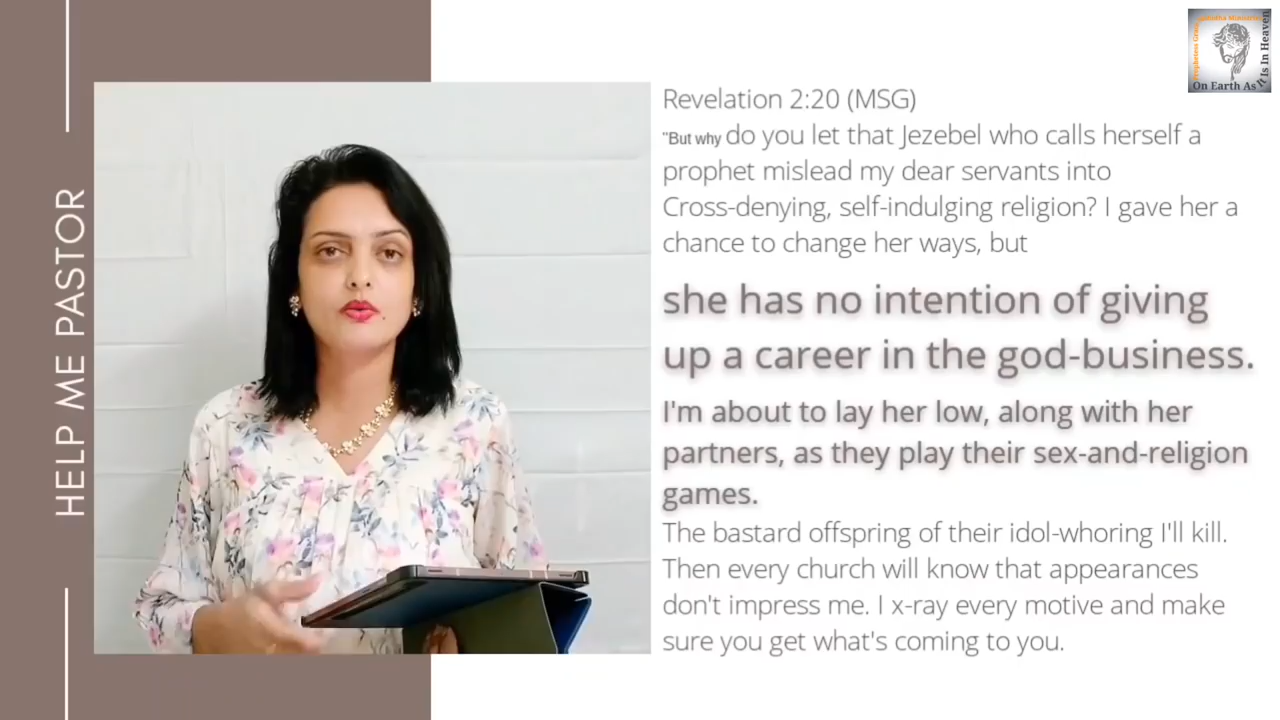 HELP ME PASTOR
Revelation 2:20 (MSG)
"But why do you let that Jezebel who calls herself a
prophet mislead my dear servants into
Cross-denying, self-indulging religion? I gave her a
chance to change her ways, but
she has no intention of giving
up a career in the god-business.
I'm about to lay her low, along with her
partners, as they play their sex-and-religion
games.
The bastard offspring of their idol-whoring I'll kill.
Then every church will know that appearances
don't impress me. I x-ray every motive and make
sure you get what's coming to you.
Prophetess Grace
Ministries
On Earth As It Is In Heaven